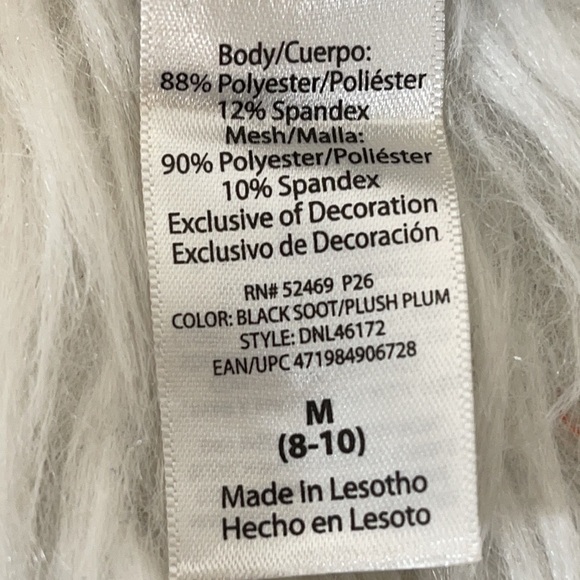 Body/Cuerpo:
88% Polyester/Poliéster
12% Spandex
Mesh/Malla:
90% Polyester/Poliéster
10% Spandex
Exclusive of Decoration
Exclusivo de Decoración
RN# 52469 P26
COLOR: BLACK SOOT/PLUSH PLUM
STYLE: DNL46172
EAN/UPC 471984906728
M
(8-10)
Made in Lesotho
Hecho en Lesoto